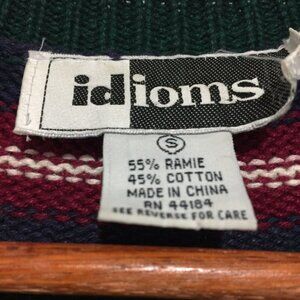 idioms
S
55% RAMIE
45% COTTON
MADE IN CHINA
RN 44184
SEE REVERSE FOR CARE